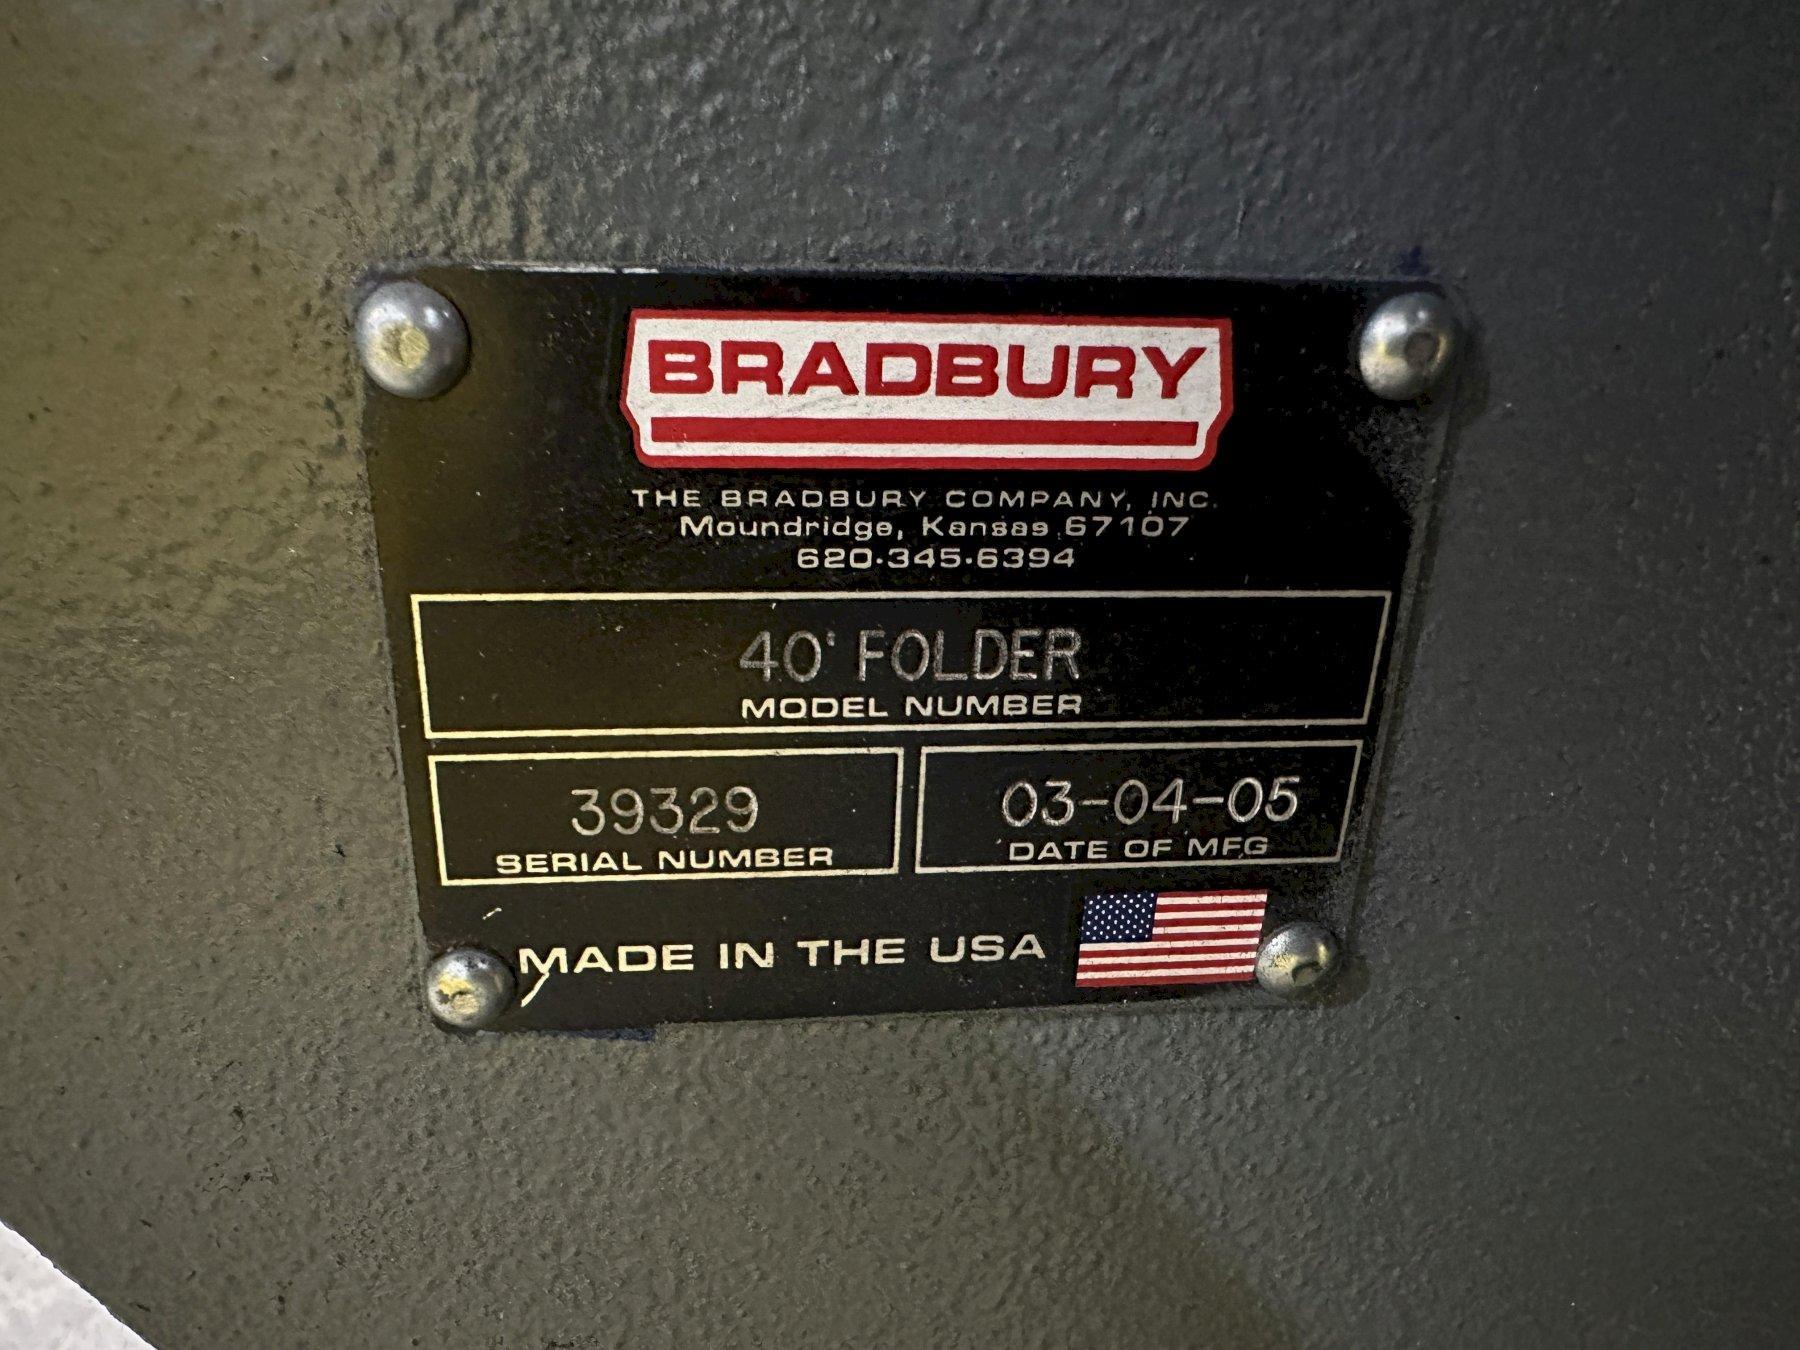 BRADBURY
THE BRADBURY COMPANY, INC.
Moundridge, Kansas 67107
620·345·6394
40' FOLDER
MODEL NUMBER
39329
SERIAL NUMBER
03-04-05
DATE OF MFG
MADE IN THE USA